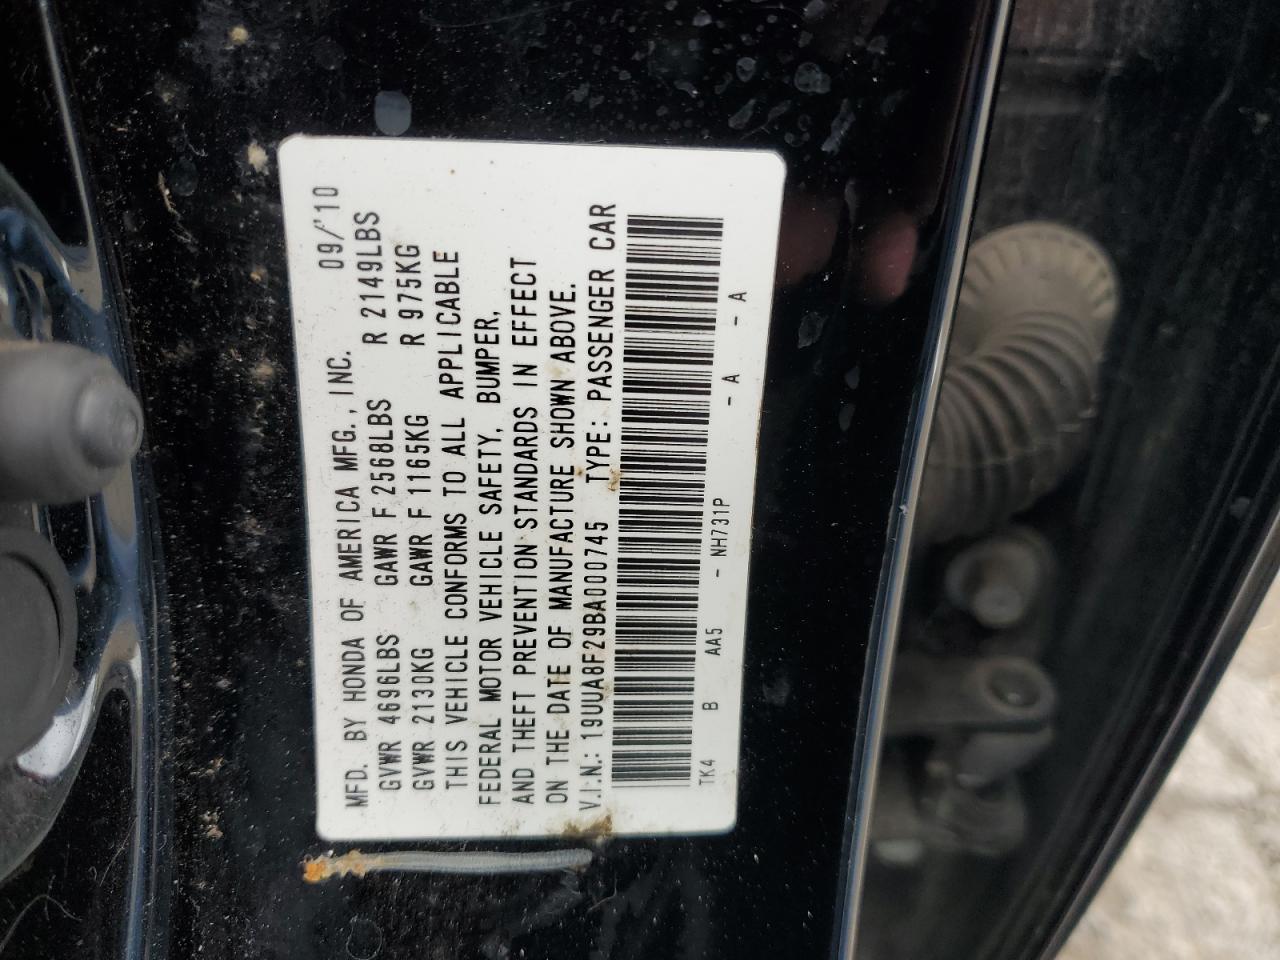 MFD. BY HONDA OF AMERICA MFG., INC. 09/'10
GVWR 4696LBS GAWR F 2568LBS R 2149LBS
GVWR 2130KG GAWR F 1165KG R 975KG
THIS VEHICLE CONFORMS TO ALL APPLICABLE
FEDERAL MOTOR VEHICLE SAFETY, BUMPER,
AND THEFT PREVENTION STANDARDS IN EFFECT
ON THE DATE OF MANUFACTURE SHOWN ABOVE.
V.I.N.: 19UUA8F29BA000745 TYPE: PASSENGER CAR
TK4 B AA5 - NH731P - A - A